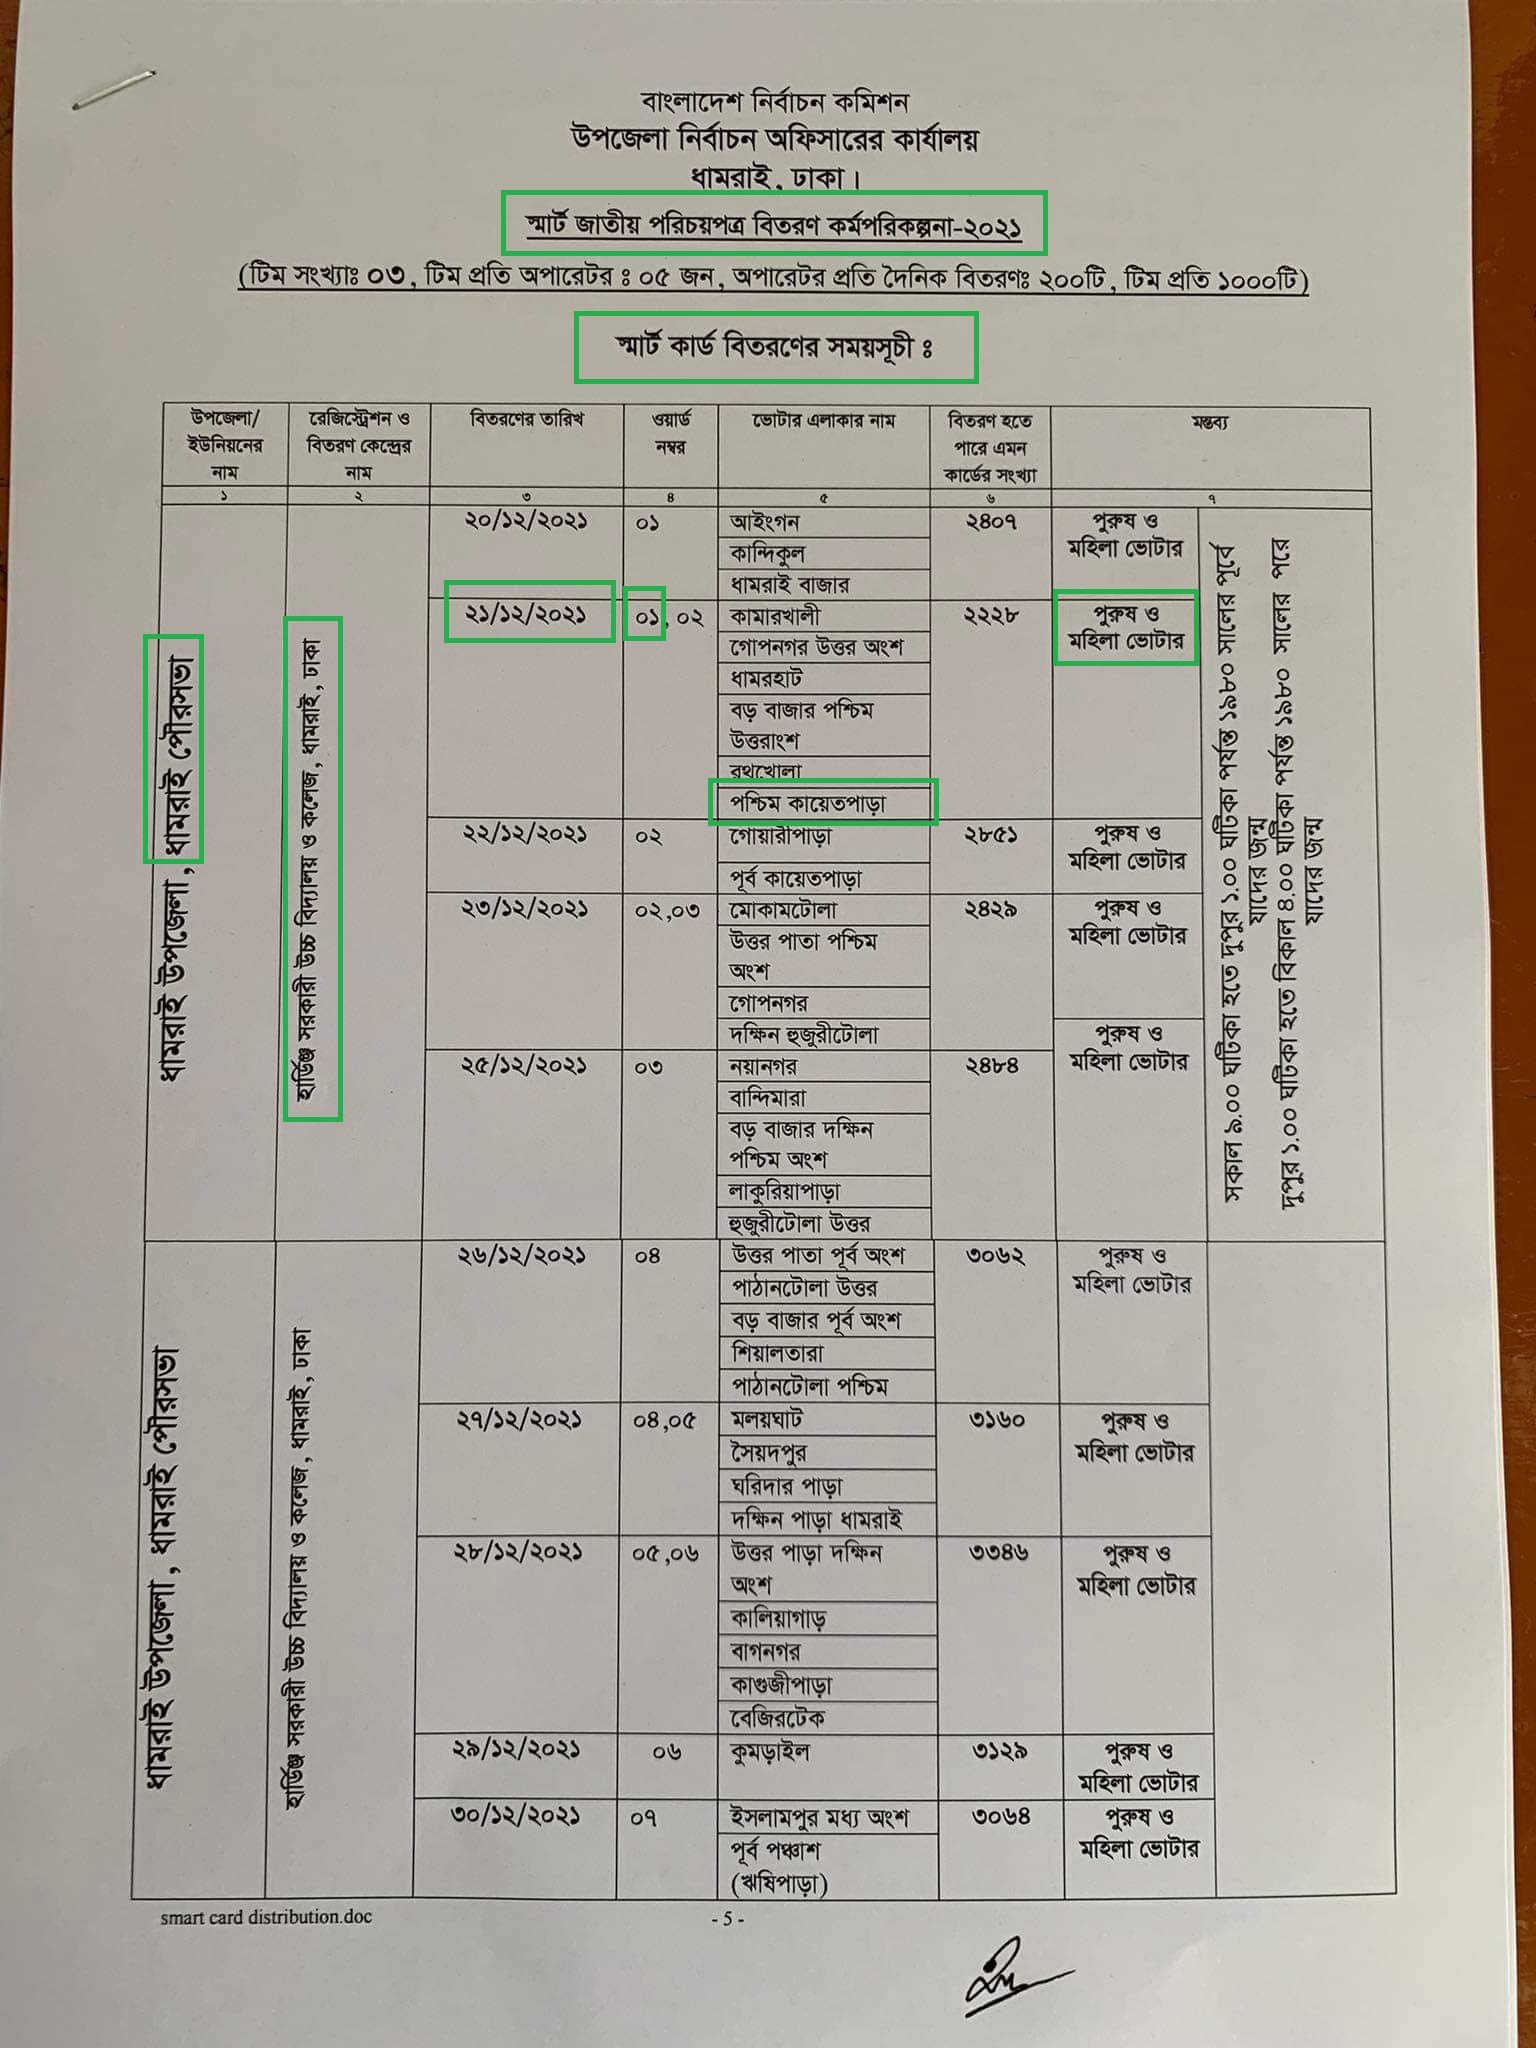 বাংলাদেশ নির্বাচন কমিশন
উপজেলা নির্বাচন অফিসারের কার্যালয়
ধামরাই, ঢাকা।
স্মার্ট জাতীয় পরিচয়পত্র বিতরণ কর্মপরিকল্পনা-২০২১
(টিম সংখ্যাঃ ০৩, টিম প্রতি অপারেটর : ০৫ জন, অপারেটর প্রতি দৈনিক বিতরণঃ ২০০টি, টিম প্রতি ১০০০টি)
স্মার্ট কার্ড বিতরণের সময়সূচী ঃ
উপজেলা/
ইউনিয়নের
নাম
রেজিস্ট্রেশন ও
বিতরণ কেন্দ্রের
নাম
বিতরণের তারিখ
ওয়ার্ড
নম্বর
ভোটার এলাকার নাম
বিতরণ হতে
পারে এমন
কার্ডের সংখ্যা
মন্তব্য
১ ২ ৩ ৪ ৫ ৬ ৭
ধামরাই উপজেলা, ধামরাই পৌরসভা
হার্ডিঞ্জ সরকারী উচ্চ বিদ্যালয় ও কলেজ, ধামরাই, ঢাকা
২০/১২/২০২১
০১
আইংগন
কান্দিকুল
ধামরাই বাজার
২৪০৭
পুরুষ ও
মহিলা ভোটার
২১/১২/২০২১
০১, ০২
কামারখালী
গোপনগর উত্তর অংশ
ধামরহাট
বড় বাজার পশ্চিম
উত্তরাংশ
রথখোলা
পশ্চিম কায়েতপাড়া
২২২৮
পুরুষ ও
মহিলা ভোটার
২২/১২/২০২১
০২
গোয়ারীপাড়া
পূর্ব কায়েতপাড়া
২৮৫১
পুরুষ ও
মহিলা ভোটার
২৩/১২/২০২১
০২,০৩
মোকামটোলা
উত্তর পাতা পশ্চিম
অংশ
গোপনগর
দক্ষিন হুজুরীটোলা
২৪২৯
পুরুষ ও
মহিলা ভোটার
২৫/১২/২০২১
০৩
নয়ানগর
বান্দিমারা
বড় বাজার দক্ষিন
পশ্চিম অংশ
লাকুরিয়াপাড়া
হুজুরীটোলা উত্তর
২৪৮৪
পুরুষ ও
মহিলা ভোটার
সকাল ৯.০০ ঘটিকা হতে দুপুর ১.০০ ঘটিকা পর্যন্ত ১৯৮০ সালের পূর্বে
যাদের জন্ম
দুপুর ১.০০ ঘটিকা হতে বিকাল ৪.০০ ঘটিকা পর্যন্ত ১৯৮০ সালের পরে
যাদের জন্ম
ধামরাই উপজেলা, ধামরাই পৌরসভা
হার্ডিঞ্জ সরকারী উচ্চ বিদ্যালয় ও কলেজ, ধামরাই, ঢাকা
২৬/১২/২০২১
০৪
উত্তর পাতা পূর্ব অংশ
পাঠানটোলা উত্তর
বড় বাজার পূর্ব অংশ
শিয়ালতারা
পাঠানটোলা পশ্চিম
৩০৬২
পুরুষ ও
মহিলা ভোটার
২৭/১২/২০২১
০৪,০৫
মলয়ঘাট
সৈয়দপুর
ঘরিদার পাড়া
দক্ষিন পাড়া ধামরাই
৩১৬০
পুরুষ ও
মহিলা ভোটার
২৮/১২/২০২১
০৫,০৬
উত্তর পাড়া দক্ষিন
অংশ
কালিয়াগাড়
বাগনগর
কাগুজীপাড়া
বেজিরটেক
৩৩৪৬
পুরুষ ও
মহিলা ভোটার
২৯/১২/২০২১
০৬
কুমড়াইল
৩১২৯
পুরুষ ও
মহিলা ভোটার
৩০/১২/২০২১
০৭
ইসলামপুর মধ্য অংশ
পূর্ব পঞ্চাশ
(ঋষিপাড়া)
৩০৬৪
পুরুষ ও
মহিলা ভোটার
smart card distribution.doc
- 5 -